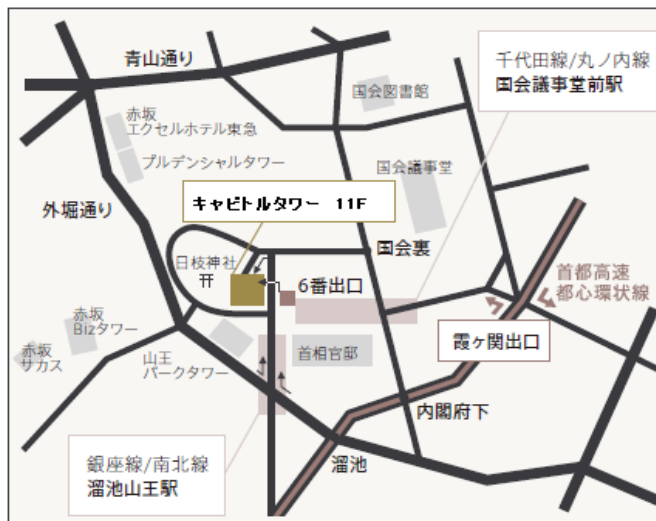 青山通り
千代田線/丸ノ内線
国会議事堂前駅
国会図書館
赤坂
エクセルホテル東急
プルデンシャルタワー
国会議事堂
外堀通り
キャピトルタワー 11F
日枝神社
国会裏
6番出口
首都高速
都心環状線
赤坂
Bizタワー
赤坂
サカス
山王
パークタワー
首相官邸
霞ヶ関出口
内閣府下
溜池
銀座線/南北線
溜池山王駅